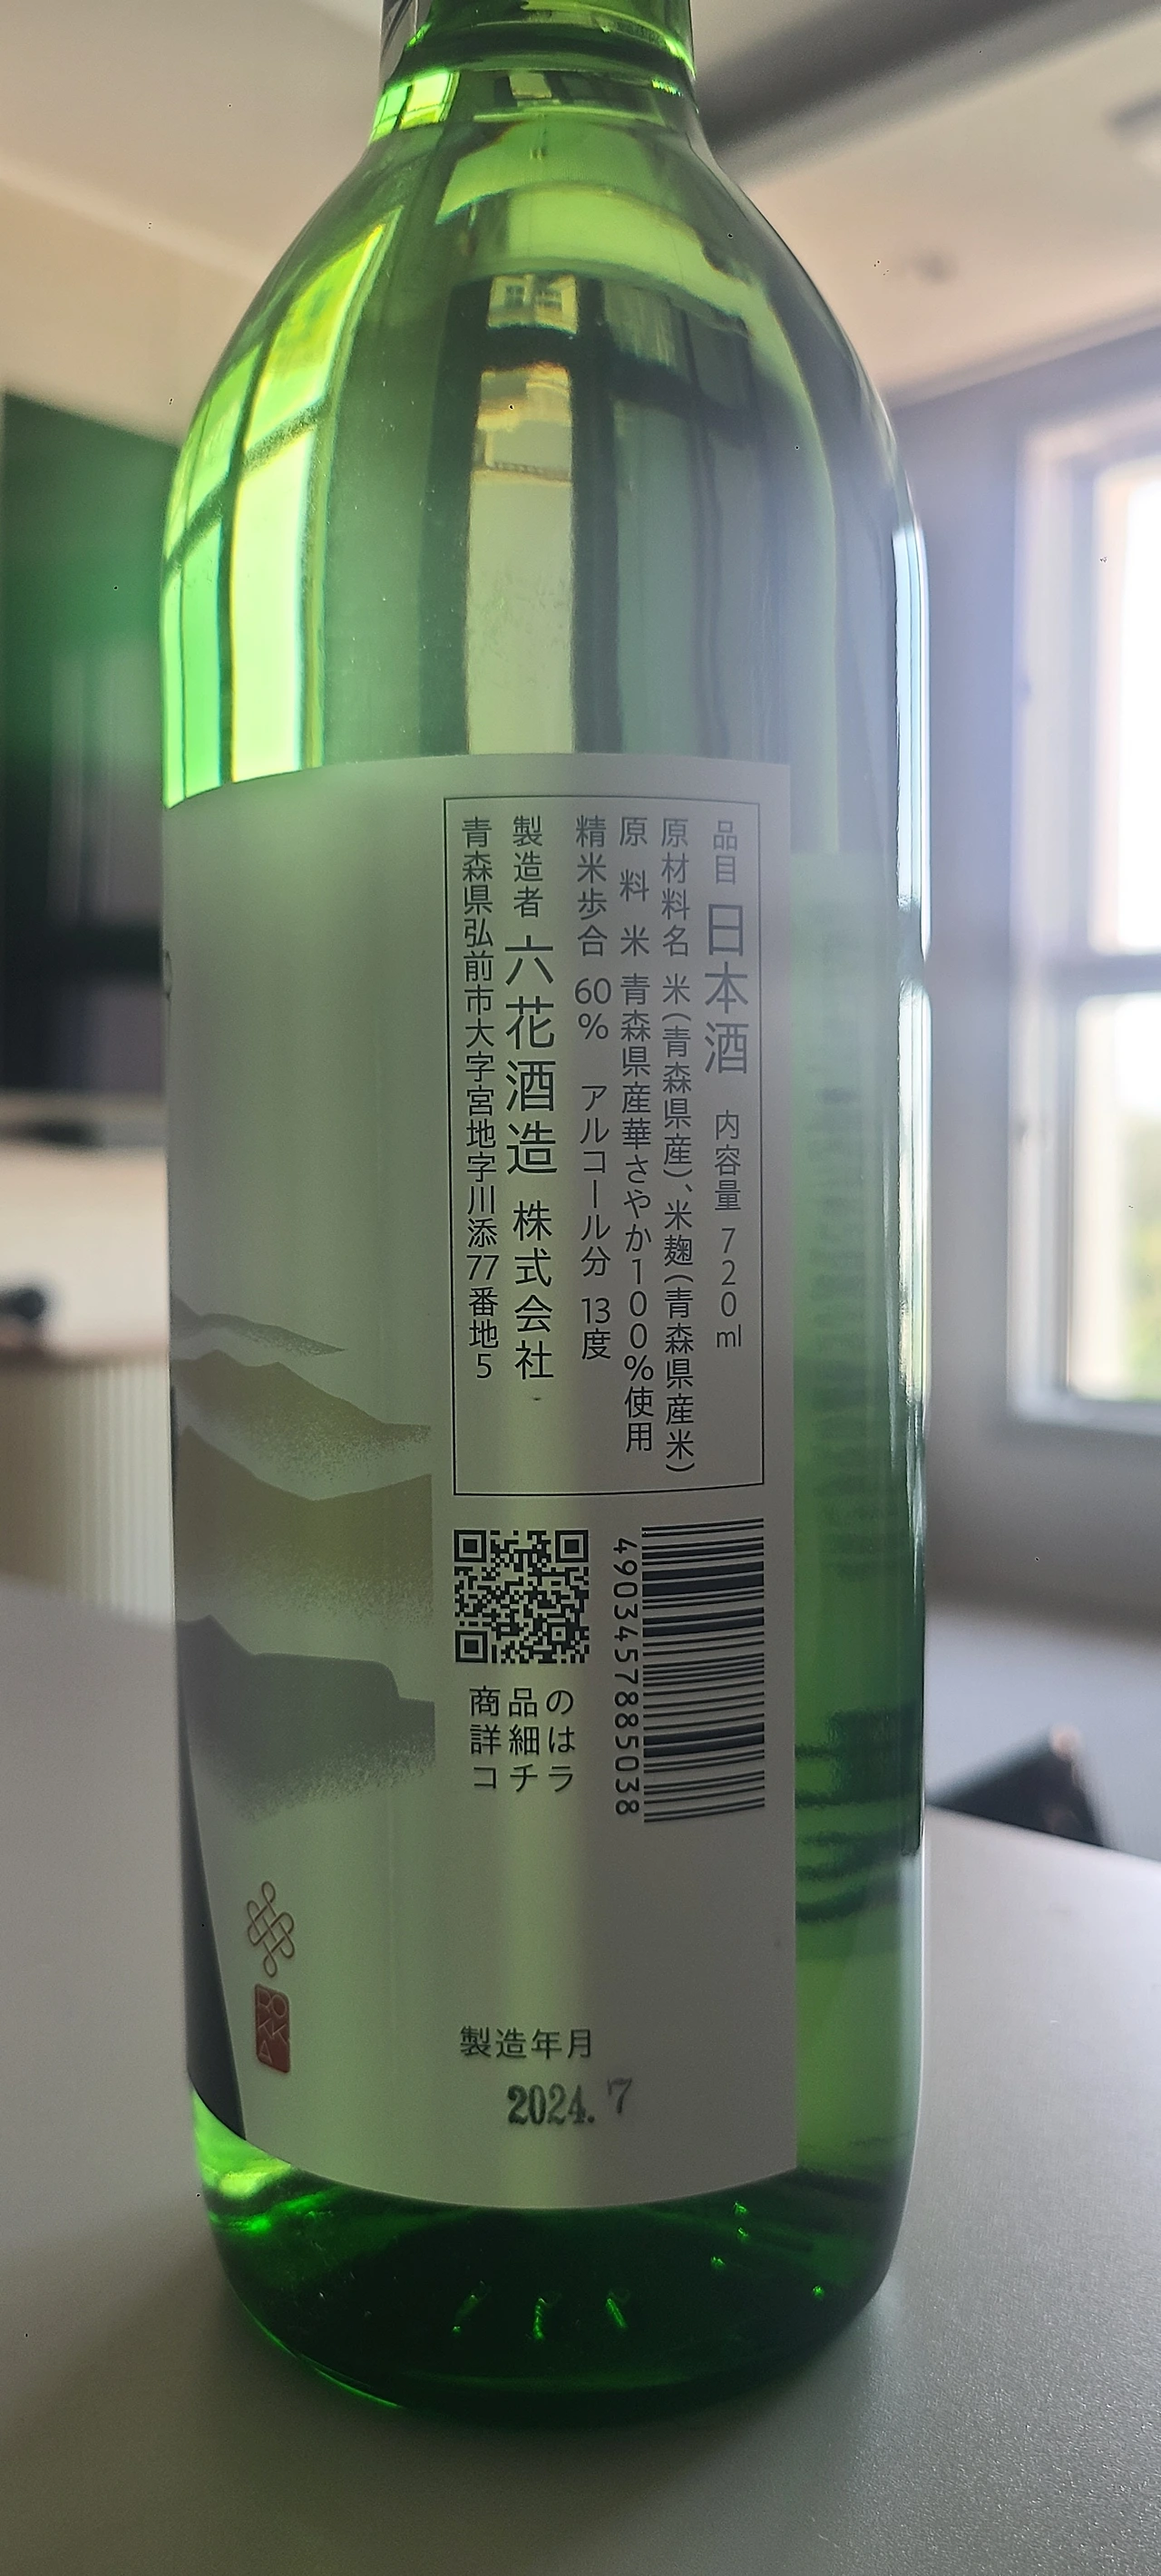 品目 日本酒 内容量 720ml
原材料名 米(青森県産)、米麹(青森県産米)
原料米 青森県産華さやか100%使用
精米歩合 60% アルコール分 13度
製造者 六花酒造 株式会社
青森県弘前市大字宮地字川添77番地5
4903457885038
商品の
詳細は
コチラ
ROKKA
製造年月
2024.7